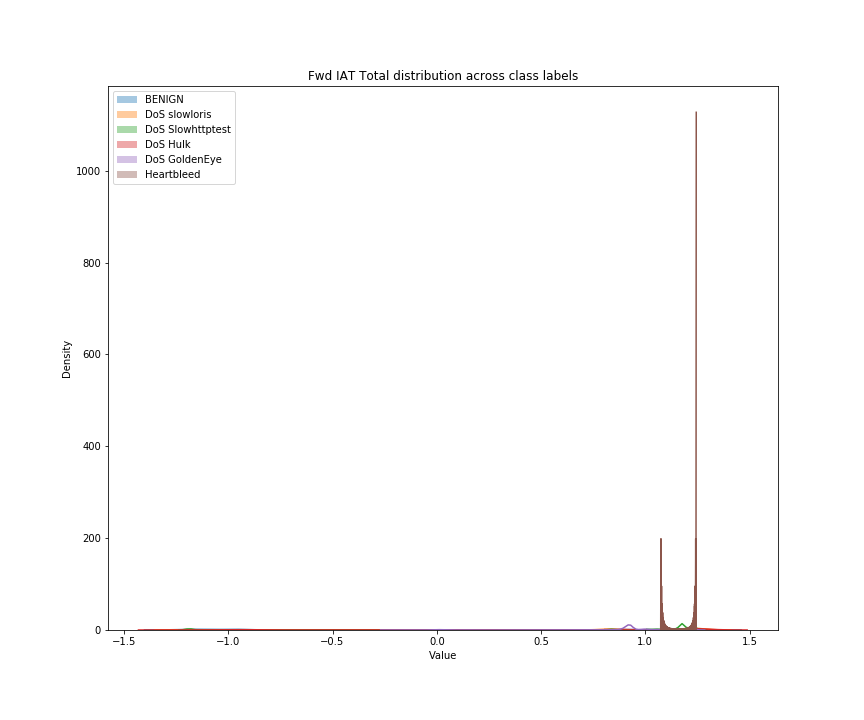 Fwd IAT Total distribution across class labels
BENIGN
DoS slowloris
DoS Slowhttptest
DoS Hulk
DoS GoldenEye
Heartbleed
1000
800
600
400
200
0
Density
−1.5 −1.0 −0.5 0.0 0.5 1.0 1.5
Value